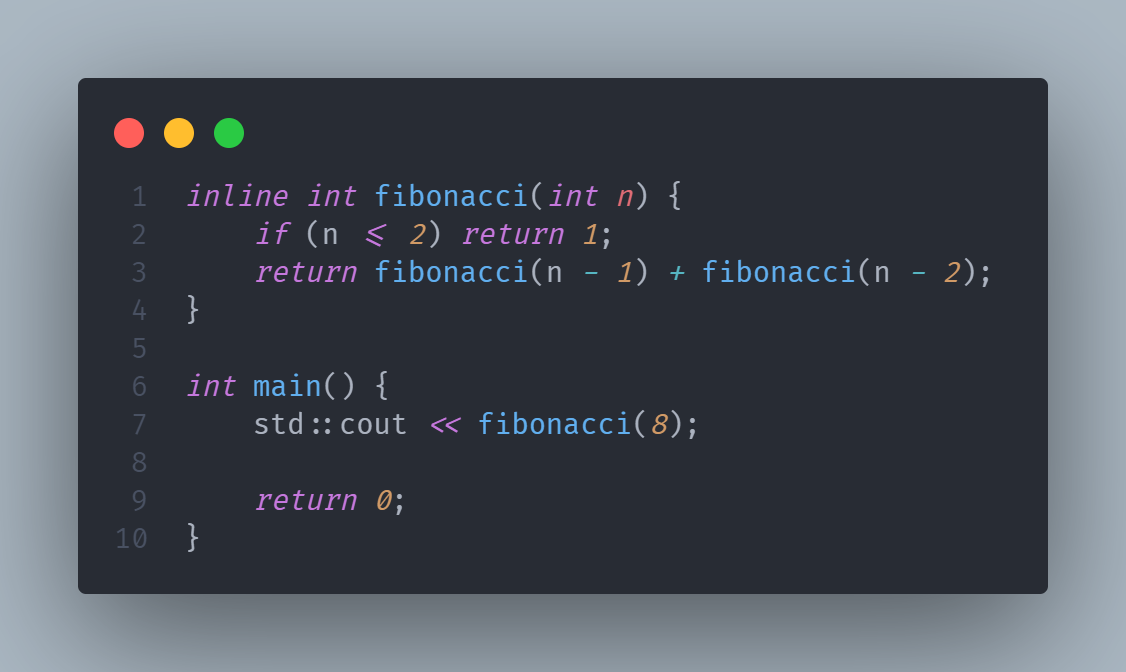 1 inline int fibonacci(int n) {
2     if (n <= 2) return 1;
3     return fibonacci(n - 1) + fibonacci(n - 2);
4 }
5
6 int main() {
7     std::cout << fibonacci(8);
8
9     return 0;
10 }